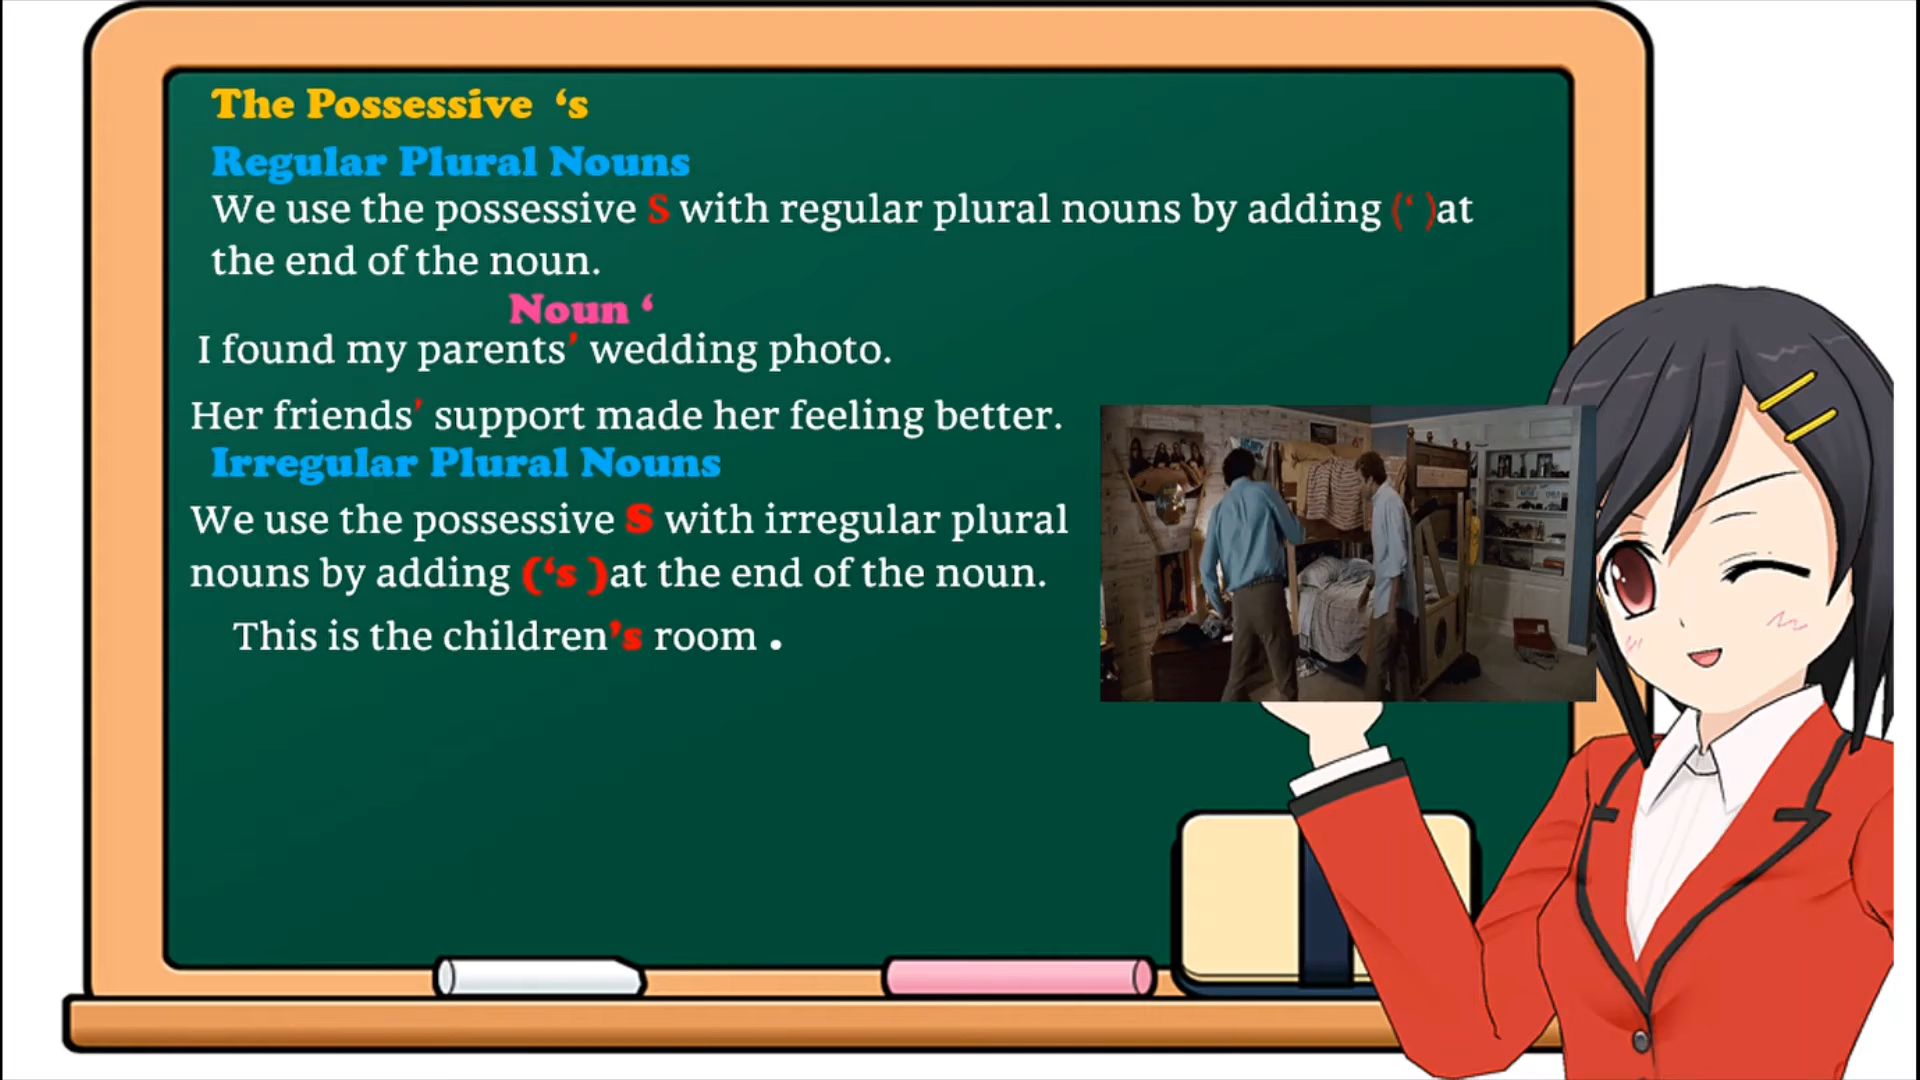 The Possessive ‘s
Regular Plural Nouns
We use the possessive S with regular plural nouns by adding (‘ )at
the end of the noun.
Noun ‘
I found my parents’ wedding photo.
Her friends’ support made her feeling better.
Irregular Plural Nouns
We use the possessive S with irregular plural
nouns by adding (‘s )at the end of the noun.
This is the children’s room .